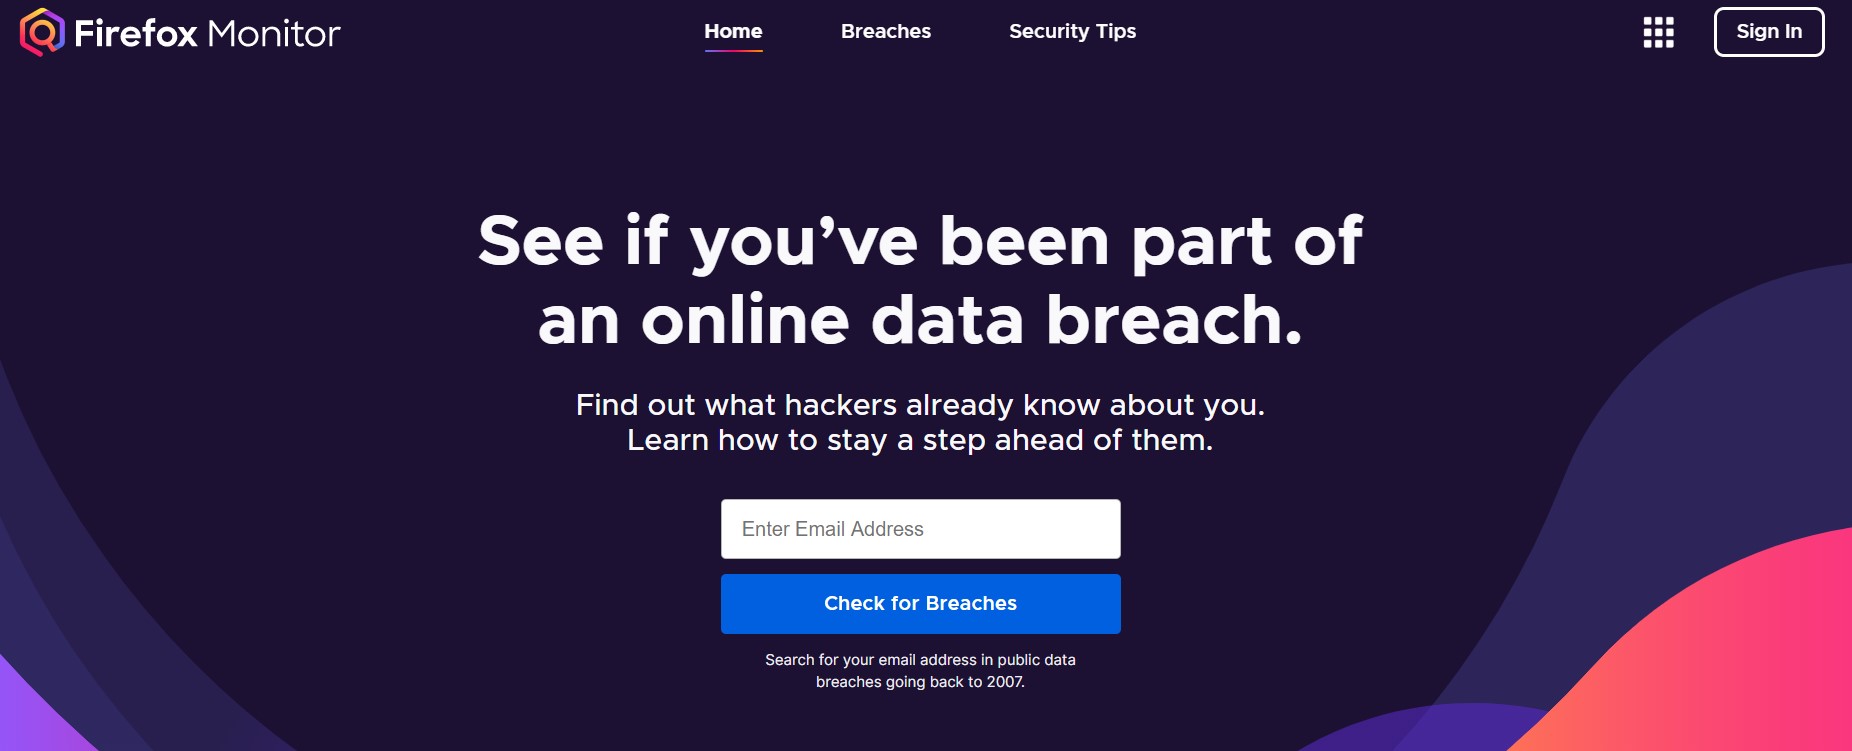 Firefox Monitor
Home
Breaches
Security Tips
Sign In
See if you’ve been part of
an online data breach.
Find out what hackers already know about you.
Learn how to stay a step ahead of them.
Enter Email Address
Check for Breaches
Search for your email address in public data
breaches going back to 2007.